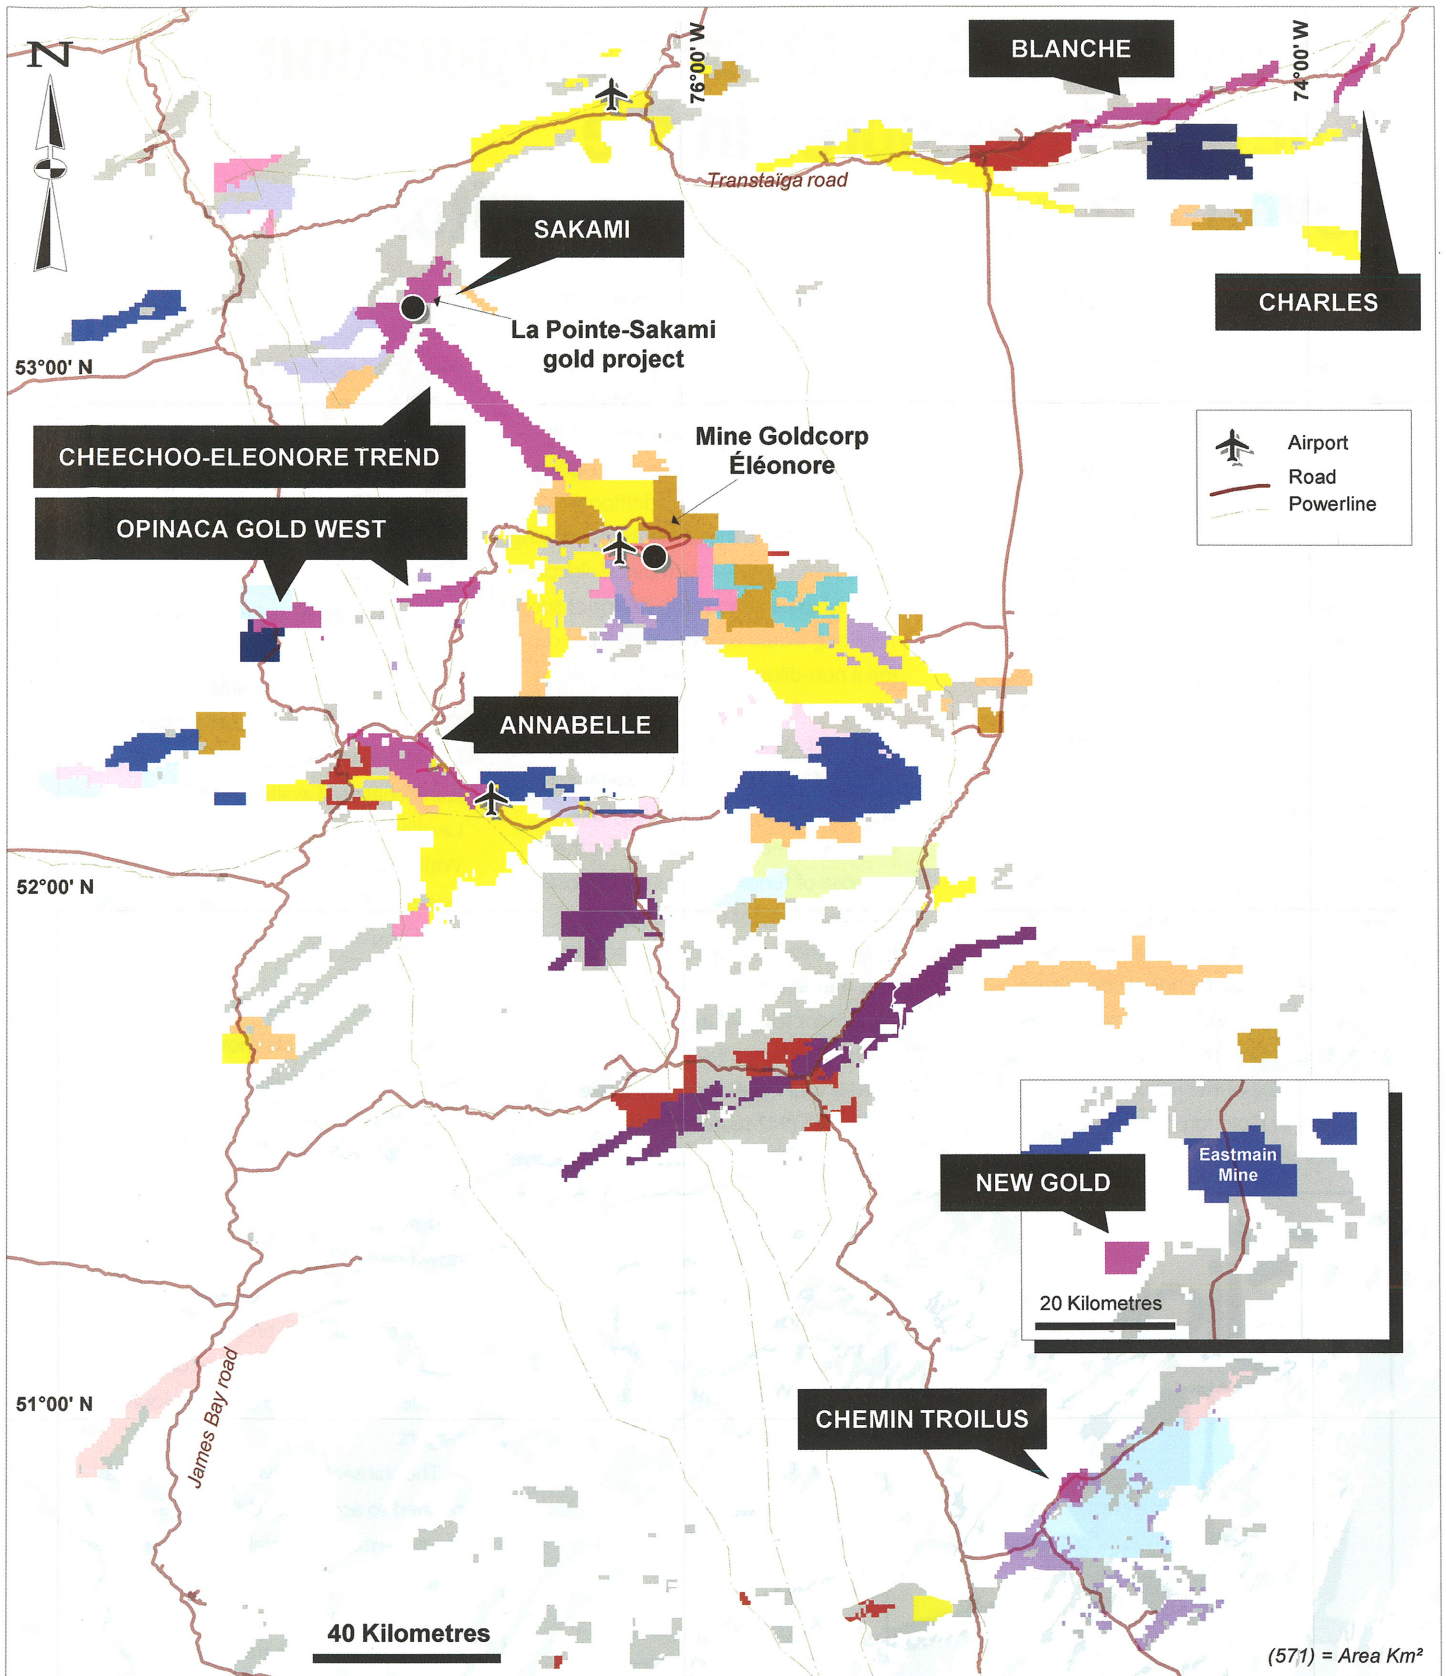 N
76°00' W
BLANCHE
74°00' W
Transtaïga road
SAKAMI
CHARLES
La Pointe-Sakami
gold project
53°00' N
CHEECHOO-ELEONORE TREND
Mine Goldcorp
Éléonore
Airport
Road
Powerline
OPINACA GOLD WEST
ANNABELLE
52°00' N
Eastmain
Mine
NEW GOLD
20 Kilometres
51°00' N
James Bay road
CHEMIN TROILUS
40 Kilometres
(571) = Area Km²